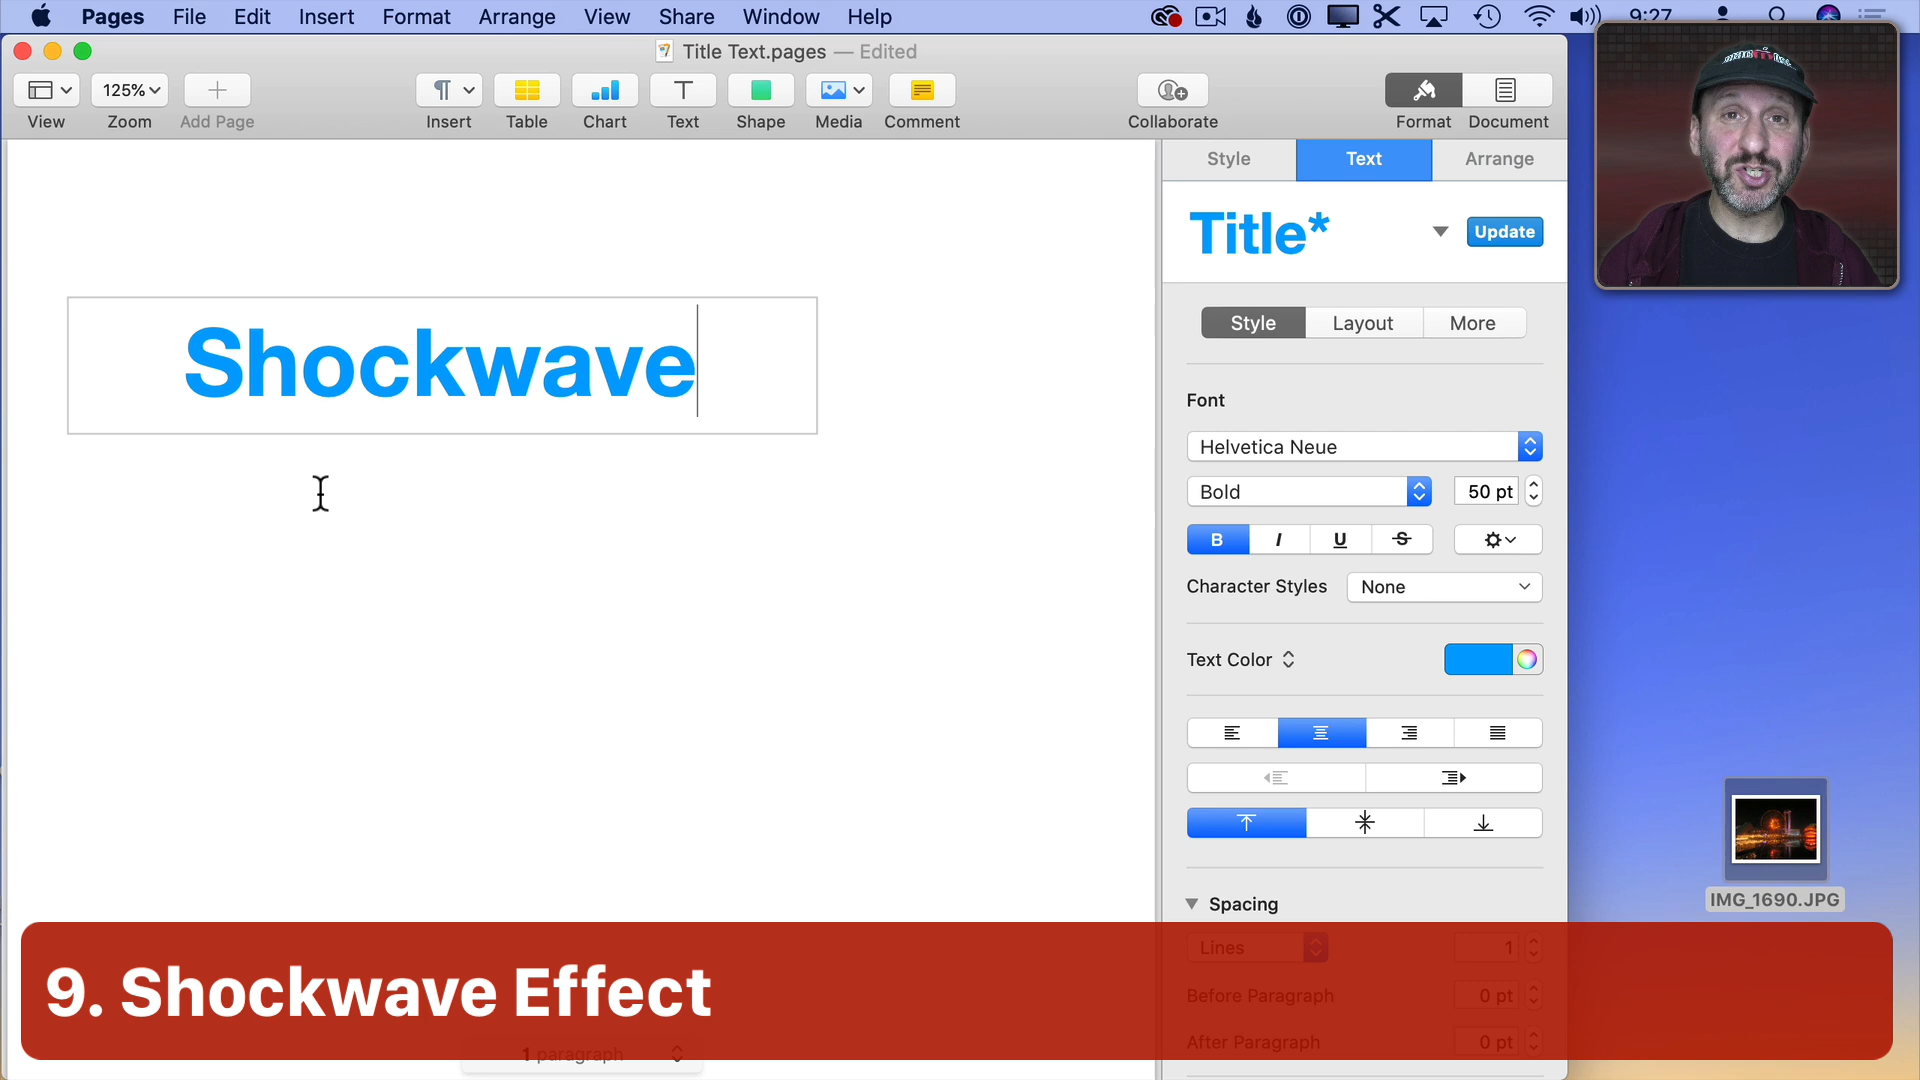 Pages File Edit Insert Format Arrange View Share Window Help 9:27
Title Text.pages — Edited
125%
View Zoom Add Page Insert Table Chart Text Shape Media Comment Collaborate Format Document
Style Text Arrange
Title* Update
Style Layout More
Shockwave
Font
Helvetica Neue
Bold 50 pt
B I U S
Character Styles None
Text Color
Spacing
IMG_1690.JPG
Lines 1
9. Shockwave Effect
Before Paragraph 0 pt
After Paragraph 0 pt
1 paragraph